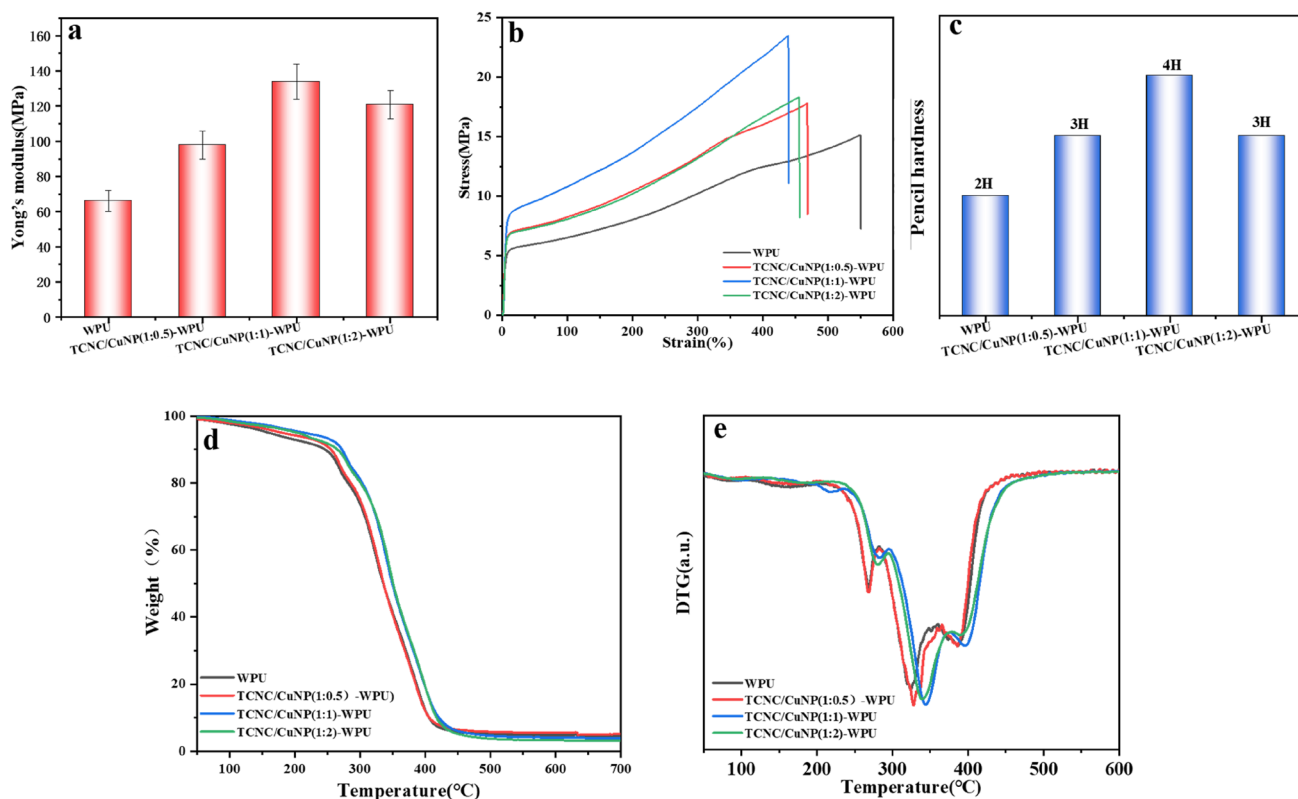 a
Yong's modulus(MPa)
160
140
120
100
80
60
40
20
0
WPU
TCNC/CuNP(1:0.5)-WPU
TCNC/CuNP(1:1)-WPU
TCNC/CuNP(1:2)-WPU
b
Stress(MPa)
25
20
15
10
5
0
WPU
TCNC/CuNP(1:0.5)-WPU
TCNC/CuNP(1:1)-WPU
TCNC/CuNP(1:2)-WPU
0 100 200 300 400 500 600
Strain(%)
c
Pencil hardness
2H
3H
4H
3H
WPU
TCNC/CuNP(1:0.5)-WPU
TCNC/CuNP(1:1)-WPU
TCNC/CuNP(1:2)-WPU
d
Weight（%）
100
80
60
40
20
0
WPU
TCNC/CuNP(1:0.5）-WPU)
TCNC/CuNP(1:1)-WPU
TCNC/CuNP(1:2)-WPU
100 200 300 400 500 600 700
Temperature(℃)
e
DTG(a.u.)
WPU
TCNC/CuNP(1:0.5）-WPU
TCNC/CuNP(1:1)-WPU
TCNC/CuNP(1:2)-WPU
100 200 300 400 500 600
Temperature(℃)